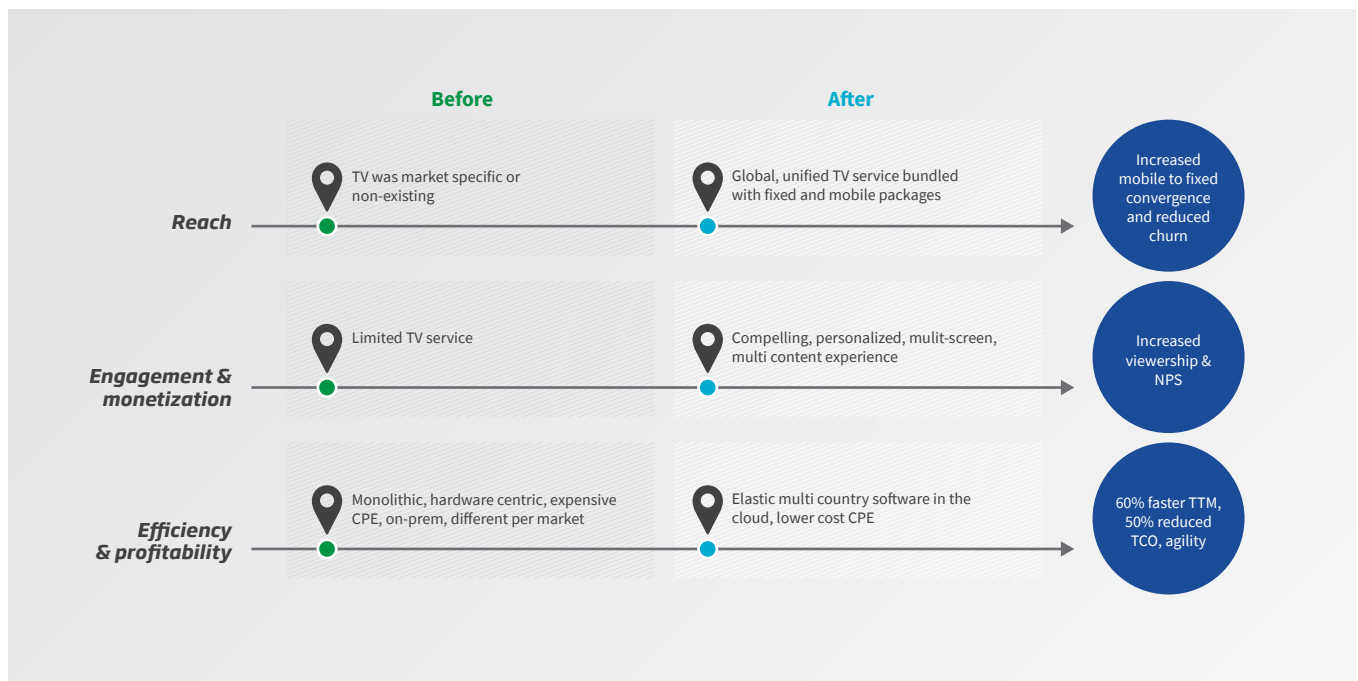 Before
After
TV was market specific or
non-existing
Global, unified TV service bundled
with fixed and mobile packages
Reach
Increased
mobile to fixed
convergence
and reduced
churn
Limited TV service
Compelling, personalized, mulit-screen,
multi content experience
Engagement &
monetization
Increased
viewership &
NPS
Monolithic, hardware centric, expensive
CPE, on-prem, different per market
Elastic multi country software in the
cloud, lower cost CPE
Efficiency
& profitability
60% faster TTM,
50% reduced
TCO, agility